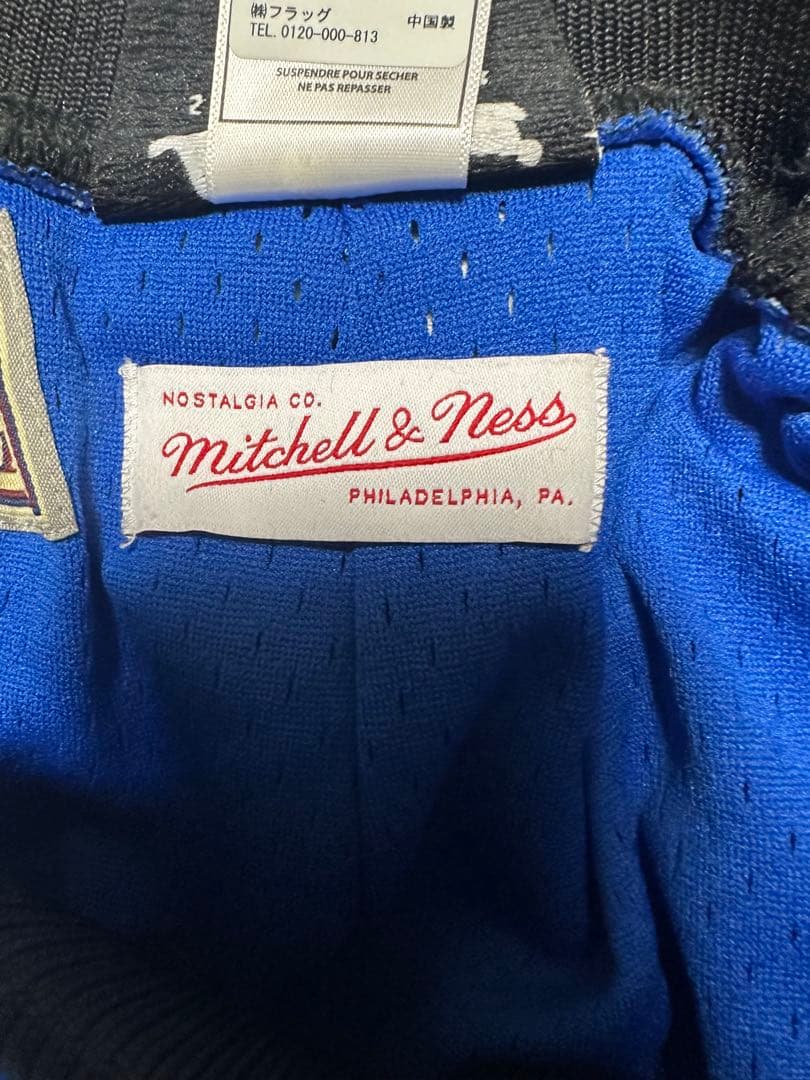 ㈱フラッグ 中国製
TEL. 0120-000-813
SUSPENDRE POUR SECHER
NE PAS REPASSER
NOSTALGIA CO.
Mitchell & Ness
PHILADELPHIA, PA.